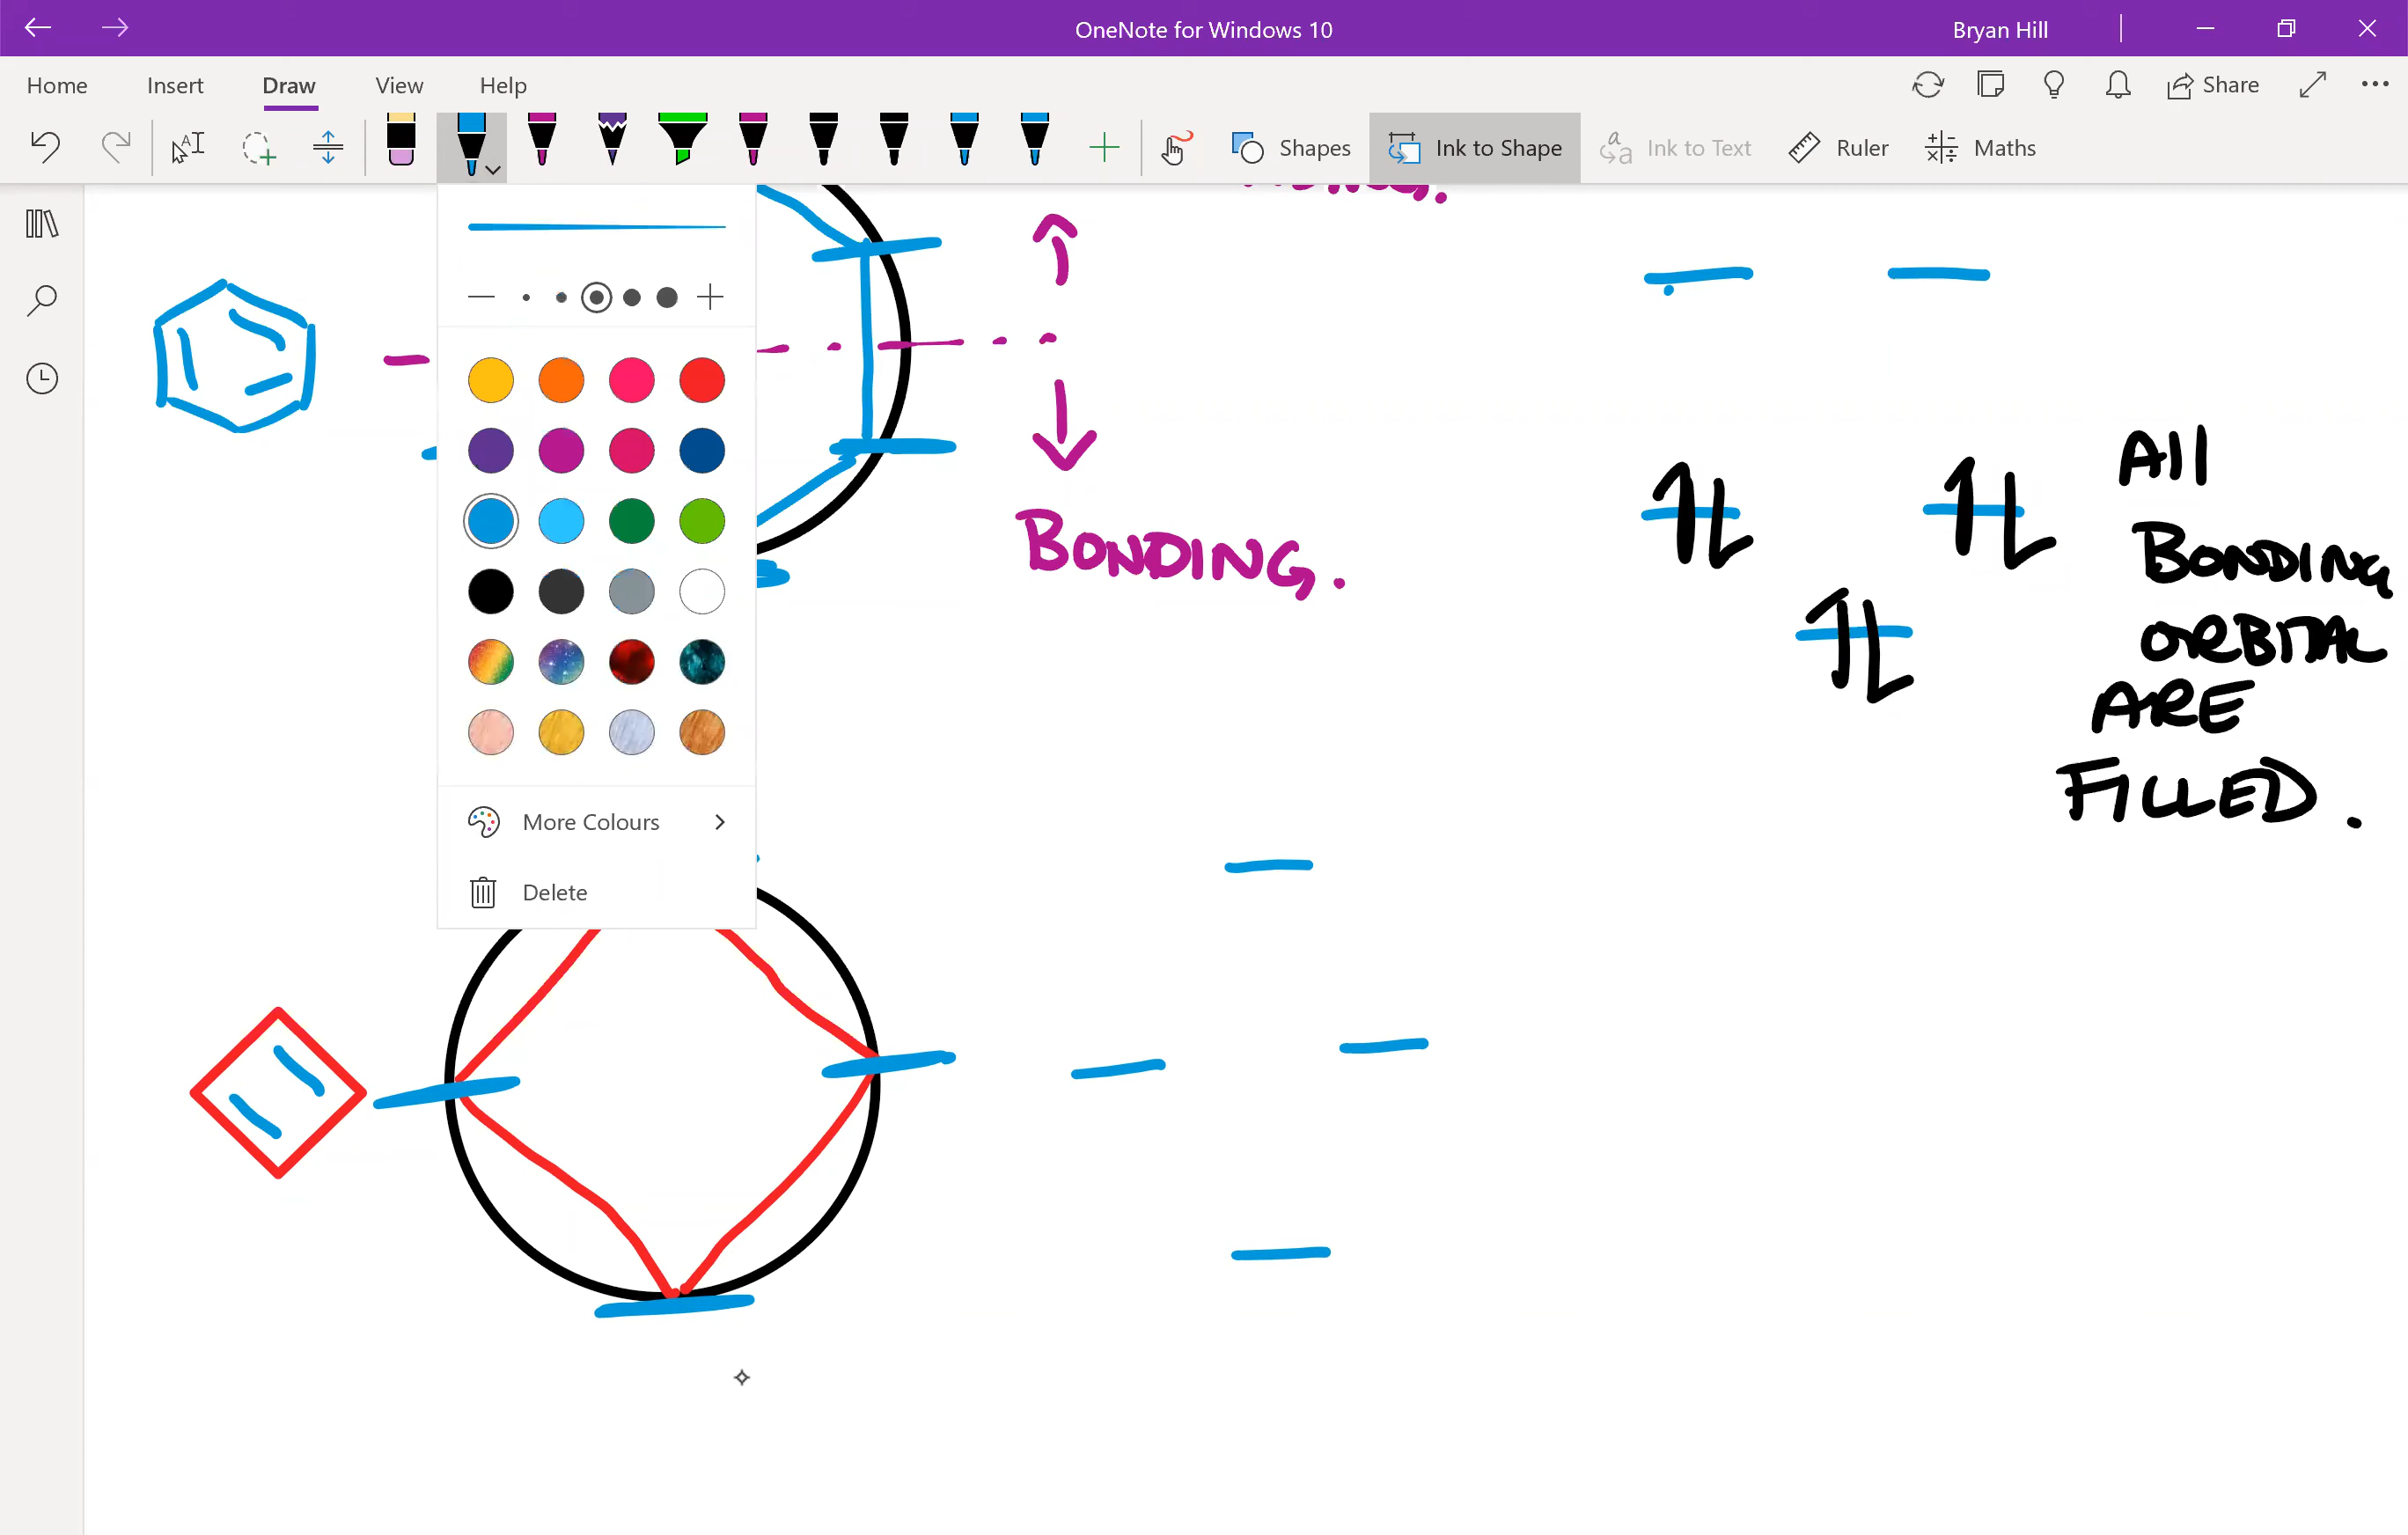 OneNote for Windows 10
Bryan Hill
Home
Insert
Draw
View
Help
Share
Shapes
Ink to Shape
Ink to Text
Ruler
Maths
BONDING.
All
BONDING
ORBITAL
ARE
FILLED.
More Colours
Delete